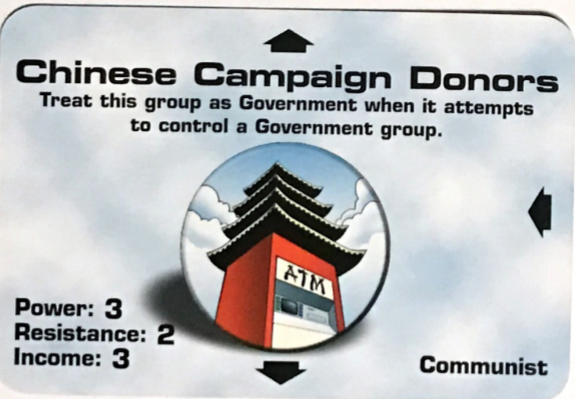 Chinese Campaign Donors
Treat this group as Government when it attempts
to control a Government group.
ATM
Power: 3
Resistance: 2
Income: 3
Communist